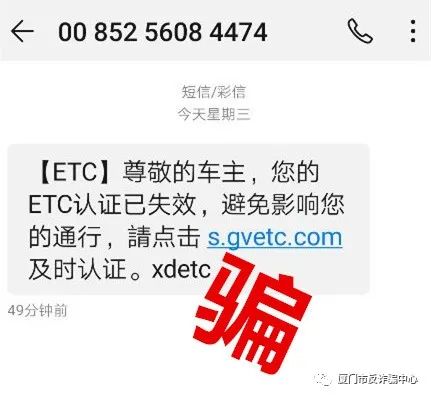 00 852 5608 4474
短信/彩信
今天星期三
【ETC】尊敬的车主，您的
ETC认证已失效，避免影响您
的通行，請点击 s.gvetc.com
及时认证。xdetc
49分钟前
骗
厦门市反诈骗中心